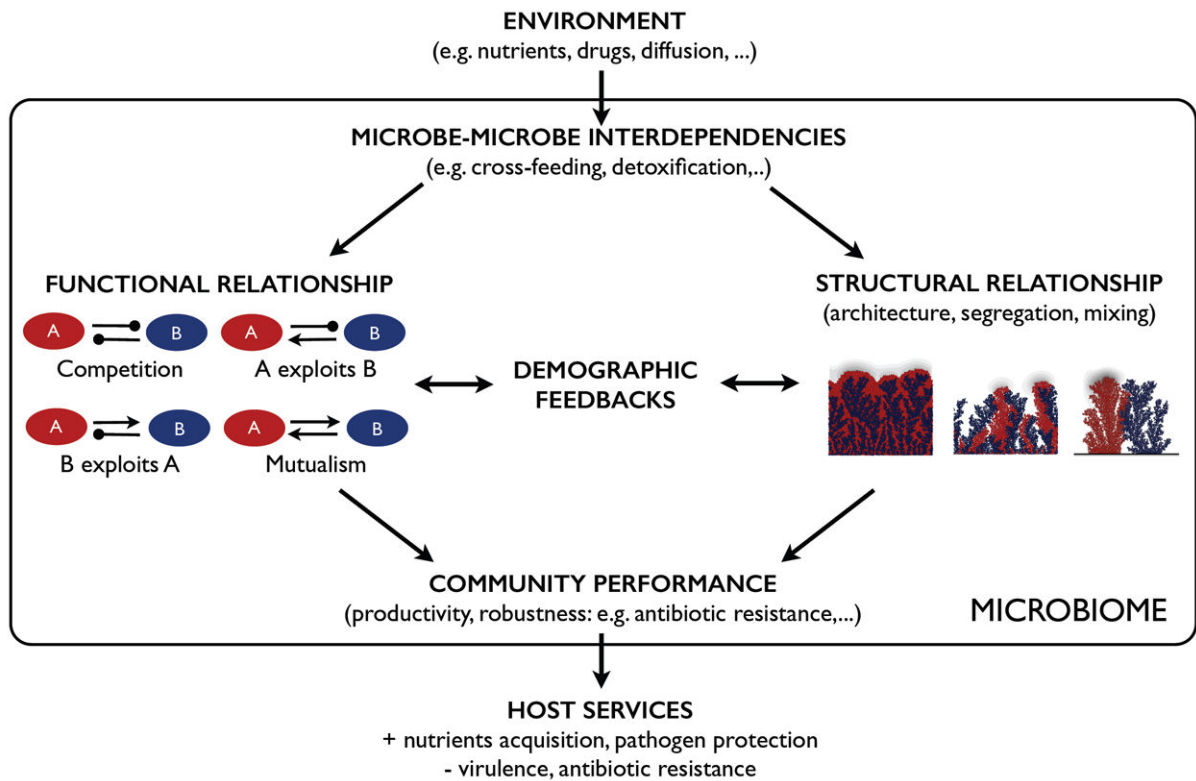 ENVIRONMENT
(e.g. nutrients, drugs, diffusion, ...)
MICROBE-MICROBE INTERDEPENDENCIES
(e.g. cross-feeding, detoxification,..)
FUNCTIONAL RELATIONSHIP
A B A B
Competition A exploits B
A B A B
B exploits A Mutualism
DEMOGRAPHIC
FEEDBACKS
STRUCTURAL RELATIONSHIP
(architecture, segregation, mixing)
COMMUNITY PERFORMANCE
(productivity, robustness: e.g. antibiotic resistance,...)
MICROBIOME
HOST SERVICES
+ nutrients acquisition, pathogen protection
- virulence, antibiotic resistance